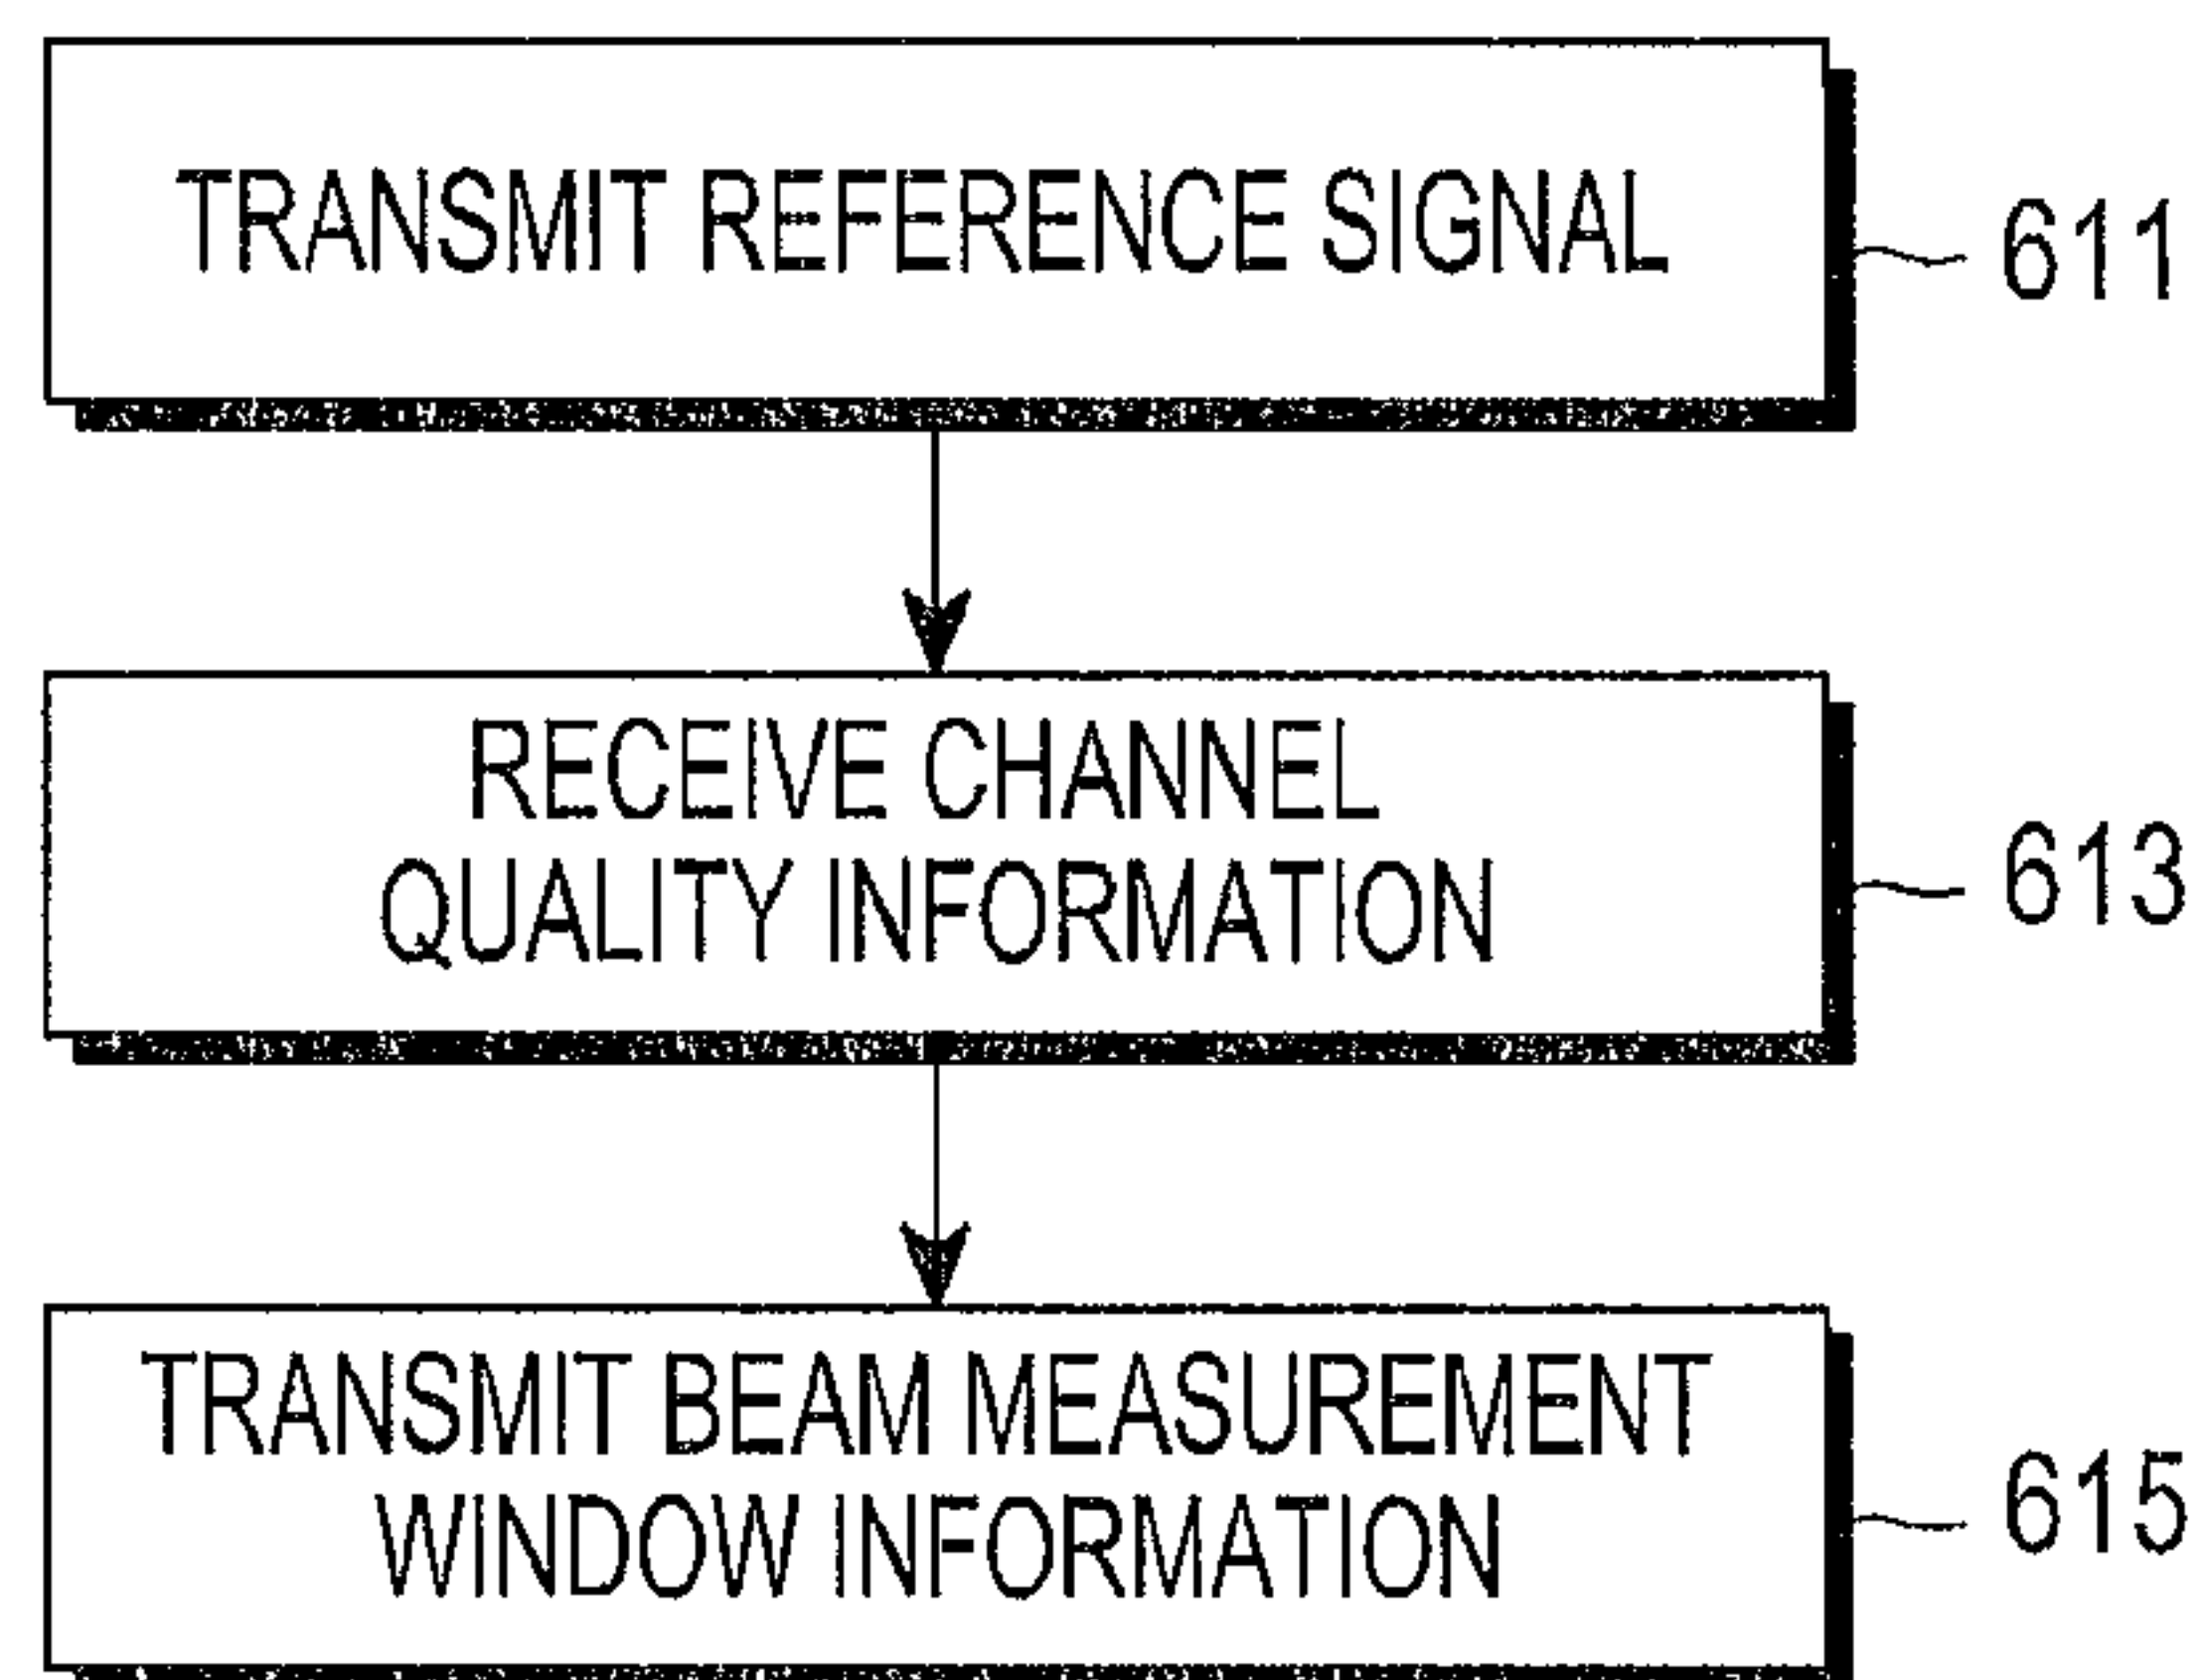 TRANSMIT REFERENCE SIGNAL
611
RECEIVE CHANNEL
QUALITY INFORMATION
613
TRANSMIT BEAM MEASUREMENT
WINDOW INFORMATION
615